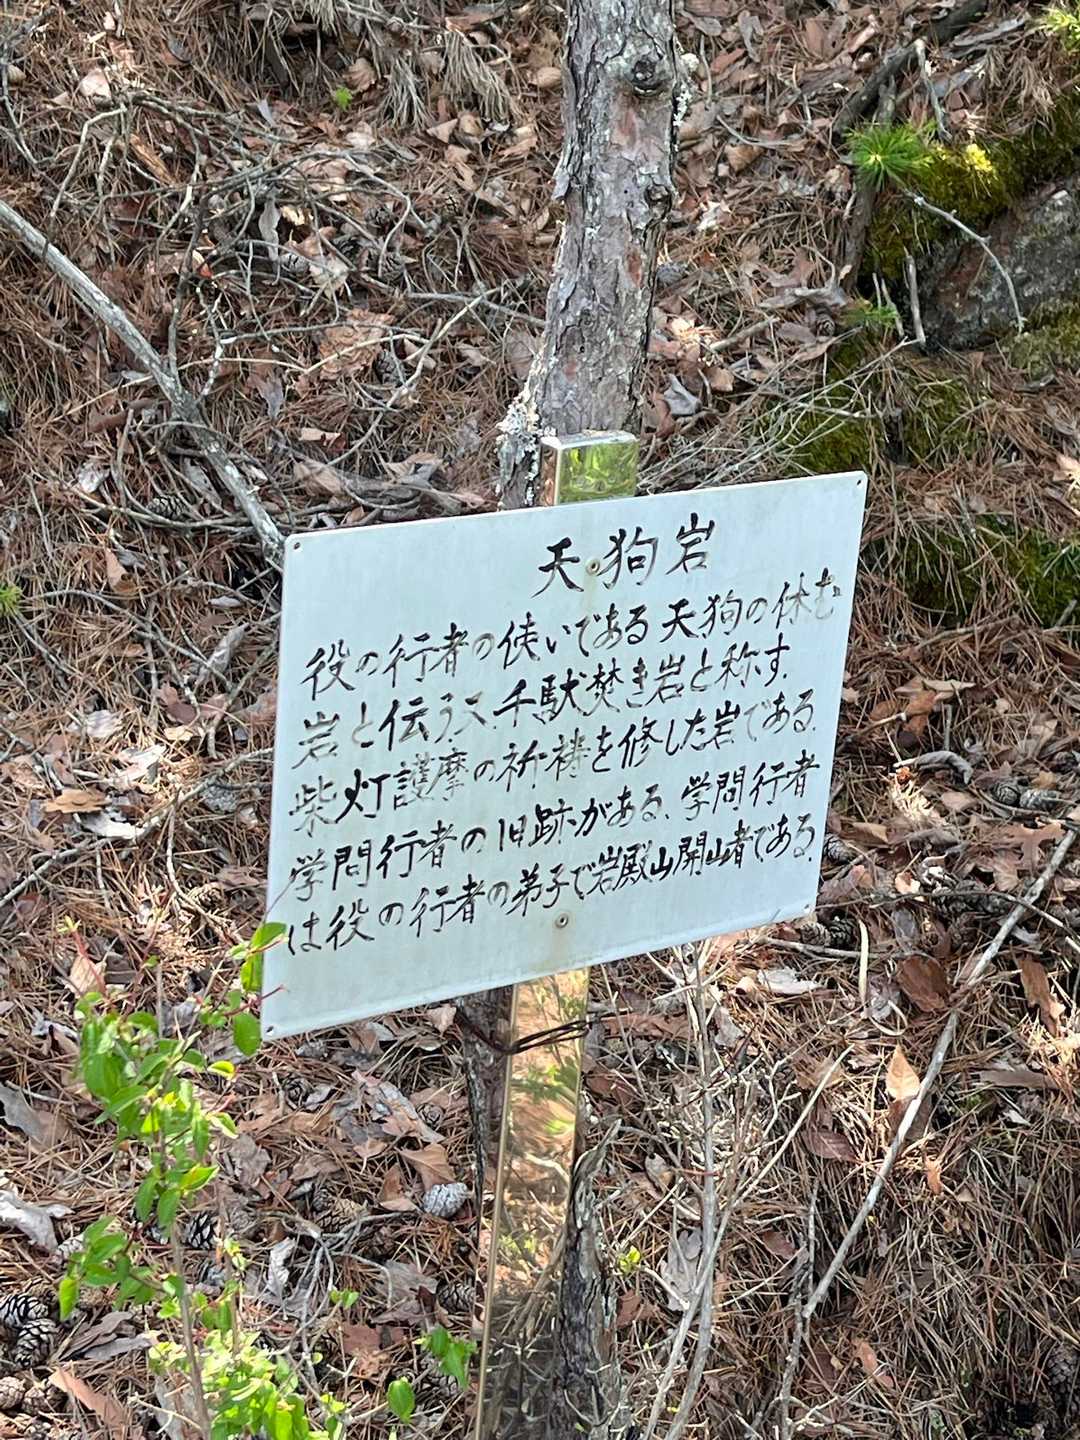 天狗岩
役の行者の使いである天狗の休む
岩と伝う又千駄焚き岩と称す.
柴灯護摩の祈祷を修した岩である.
学問行者の旧跡がある.学問行者
は役の行者の弟子で岩殿山開山者である.